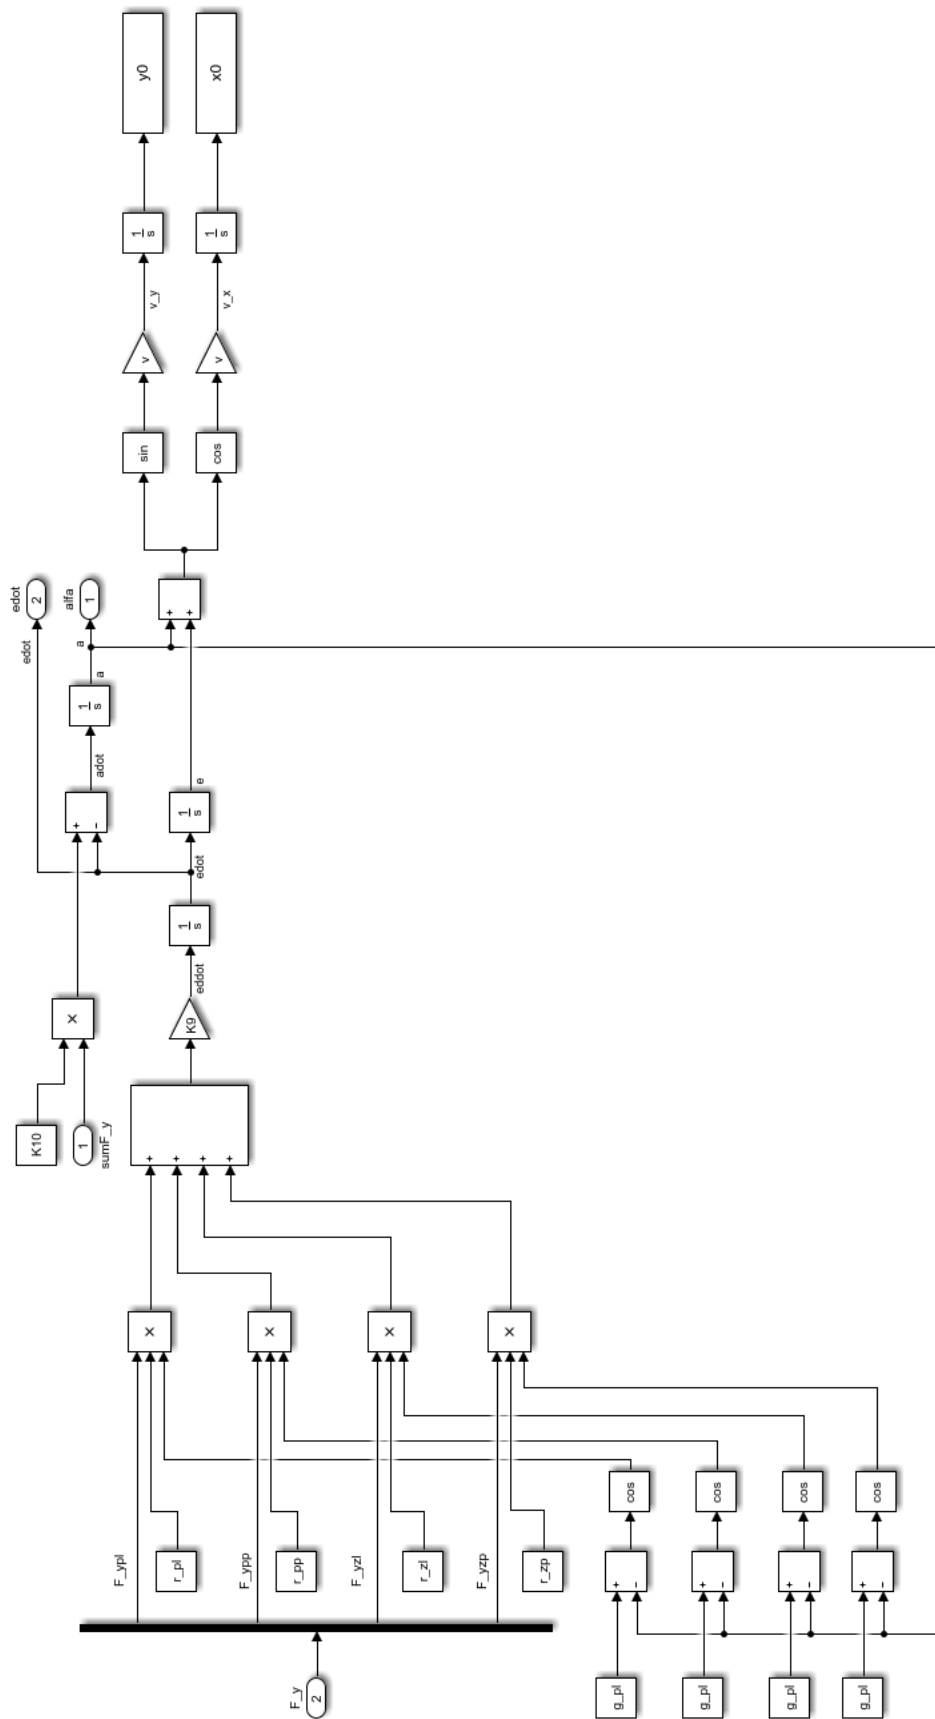 y0
x0
1
s
1
s
v_y
v_x
v
v
sin
cos
edot
2
alfa
1
edot
a
a
1
s
+
+
adot
e
+
-
1
s
edot
1
s
eddot
K9
×
K10
1
sumF_y
+
+
+
+
×
×
×
×
cos
cos
cos
cos
F_ypl
r_pl
F_ypp
r_pp
F_yzl
r_zl
F_yzp
r_zp
+
-
+
-
+
-
+
-
F_y
2
g_pl
g_pl
g_pl
g_pl